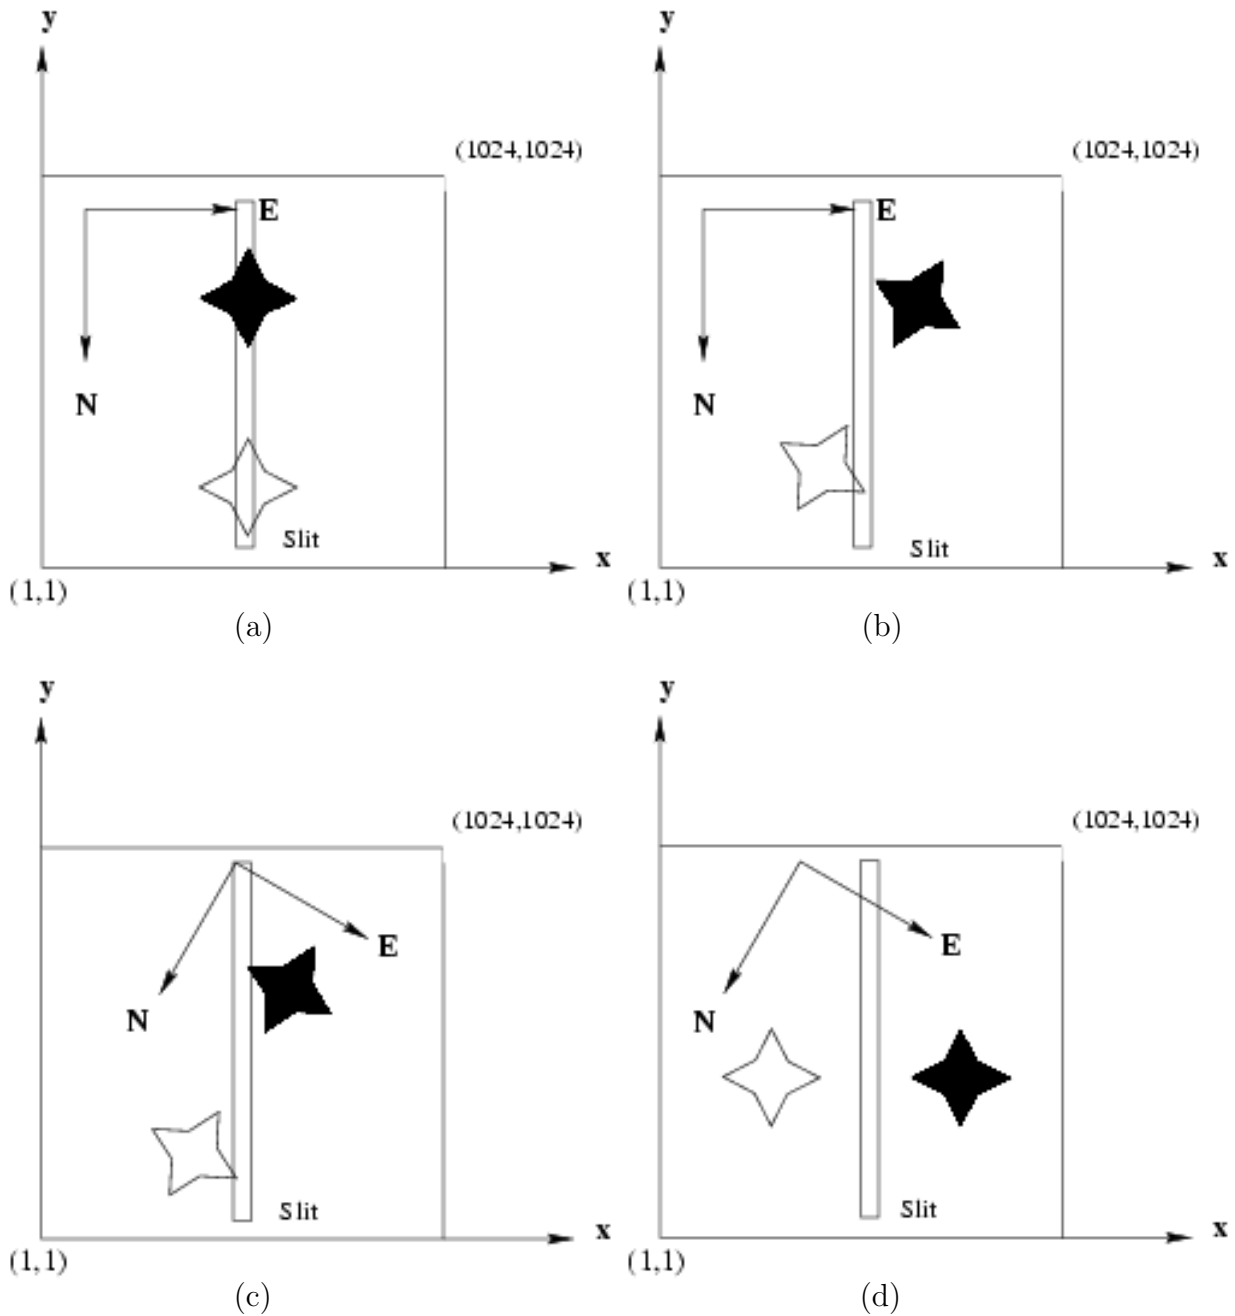 y
y
(1024,1024)
(1024,1024)
E
E
N
N
Slit
Slit
x
x
(1,1)
(1,1)
(a)
(b)
y
y
(1024,1024)
(1024,1024)
E
E
N
N
Slit
Slit
x
x
(1,1)
(1,1)
(c)
(d)